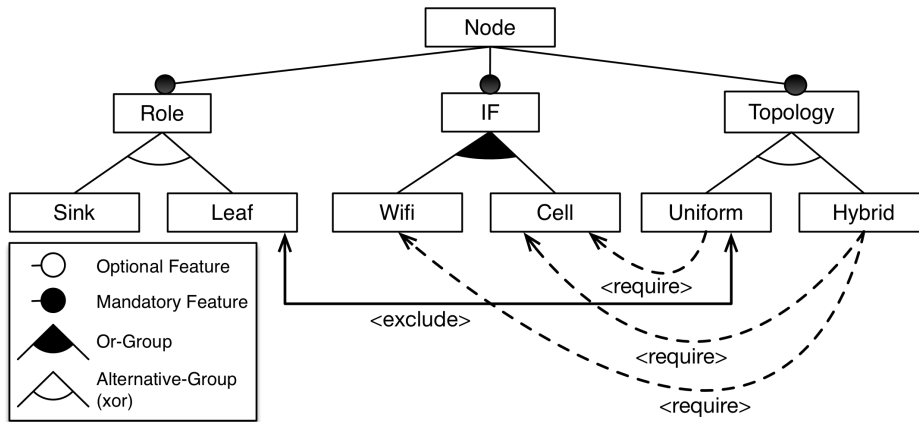 Node
Role
IF
Topology
Sink
Leaf
Wifi
Cell
Uniform
Hybrid
Optional Feature
Mandatory Feature
Or-Group
Alternative-Group
(xor)
<require>
<exclude>
<require>
<require>